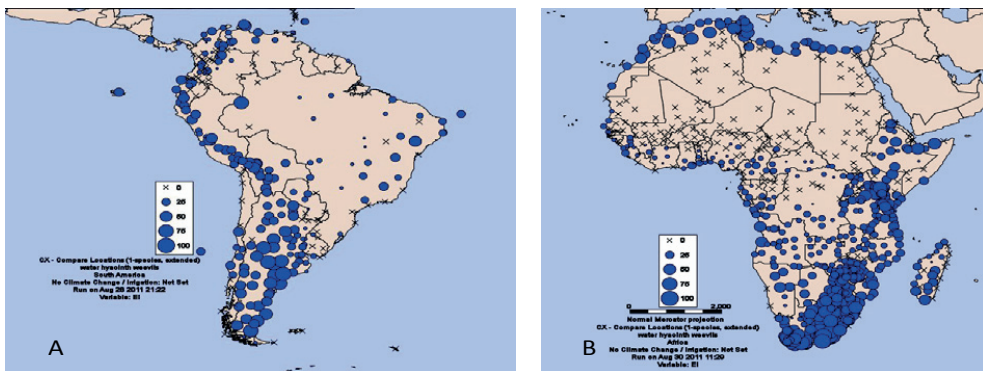 0
25
50
75
100
CX - Compare Locations (1-species, extended)
water hyacinth weevils
South America
No Climate Change / Irrigation: Not Set
Run on Aug 28 2011 21:22
Variable: EI
A
0
25
50
75
100
0 2,000
Normal Mercator projection
CX - Compare Locations (1-species, extended)
water hyacinth weevils
Africa
No Climate Change / Irrigation: Not Set
Run on Aug 30 2011 11:29
Variable: EI
B